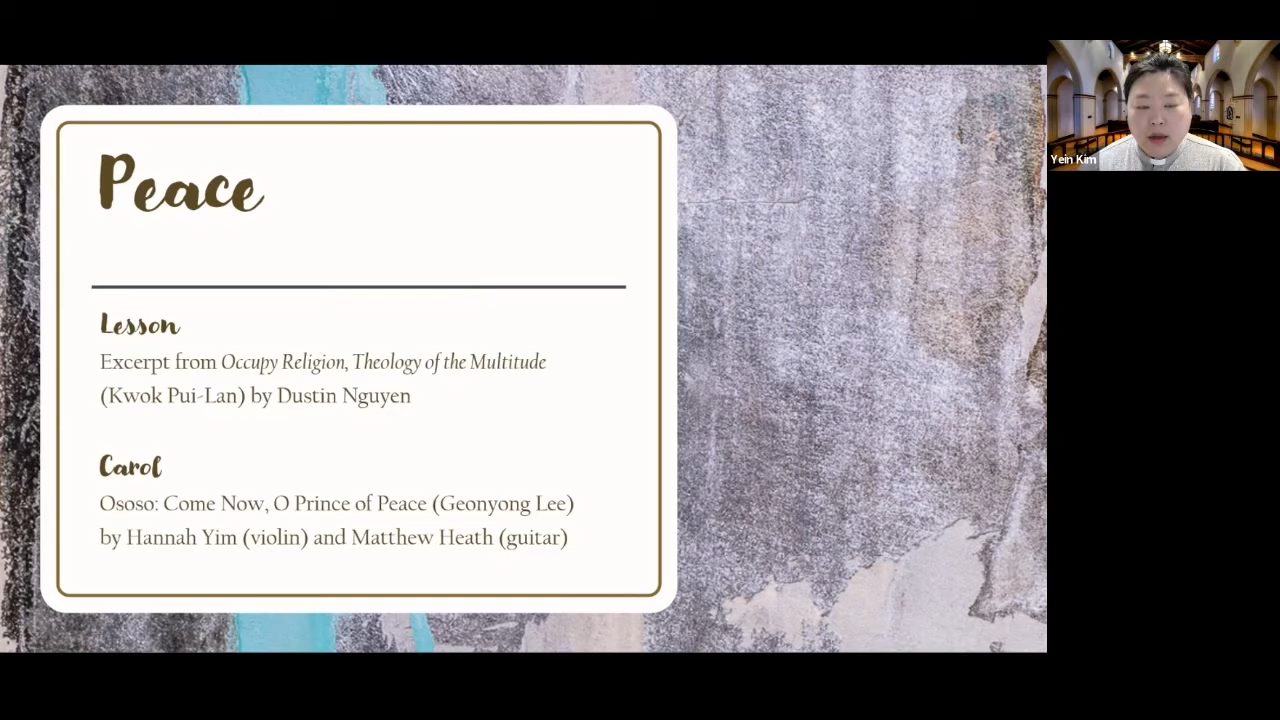 Peace
Lesson
Excerpt from Occupy Religion, Theology of the Multitude
(Kwok Pui-Lan) by Dustin Nguyen
Carol
Ososo: Come Now, O Prince of Peace (Geonyong Lee)
by Hannah Yim (violin) and Matthew Heath (guitar)
Yein Kim